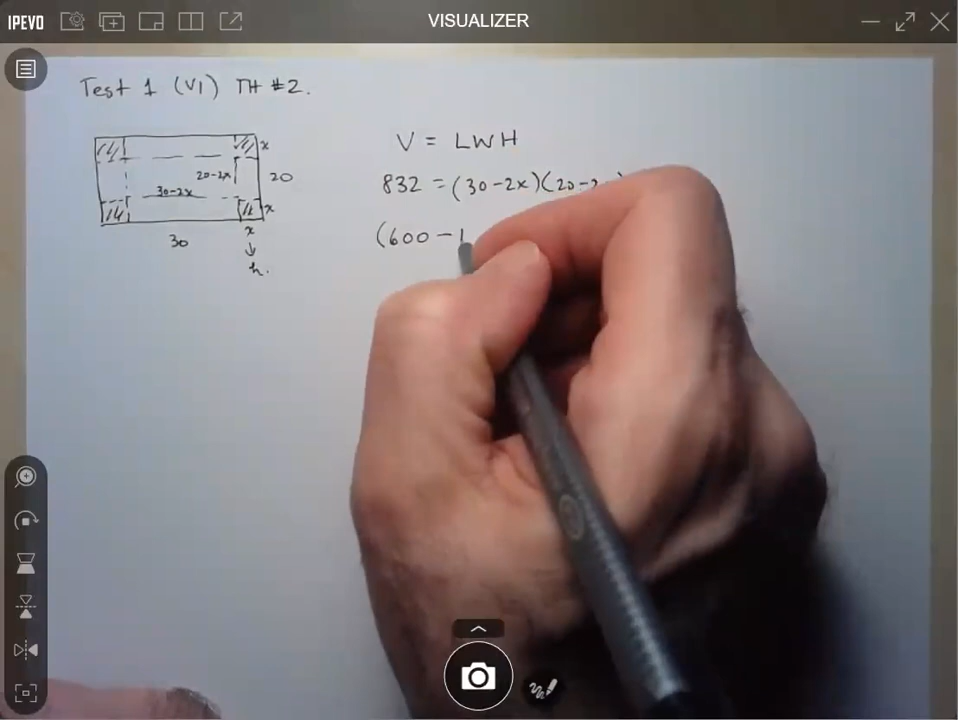 IPEVO
VISUALIZER
Test 1 (V1) TH #2.
V = LWH
x
20-2x
20
832 = (30-2x)(20-2
30-2x
x
(600 -
30
x
↓
h.